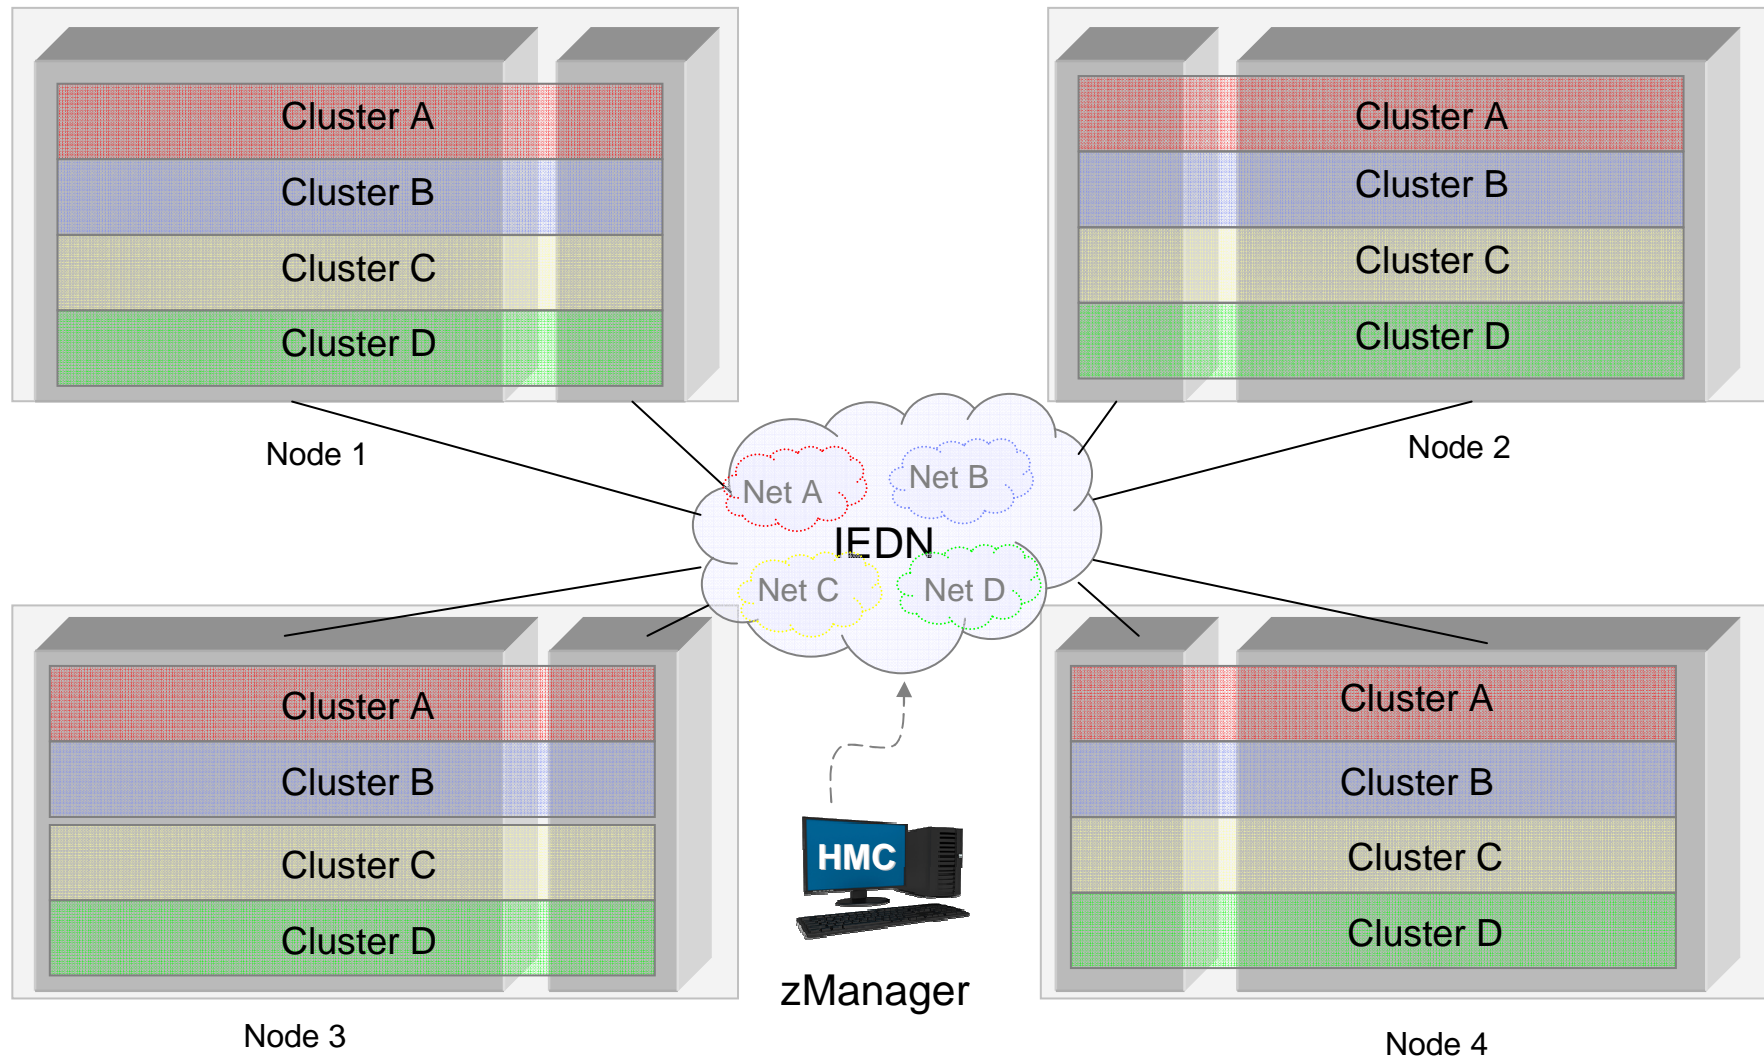 Cluster A
Cluster B
Cluster C
Cluster D
Node 1
Cluster A
Cluster B
Cluster C
Cluster D
Node 2
Net A
Net B
IEDN
Net C
Net D
Cluster A
Cluster B
Cluster C
Cluster D
Node 3
HMC
zManager
Cluster A
Cluster B
Cluster C
Cluster D
Node 4